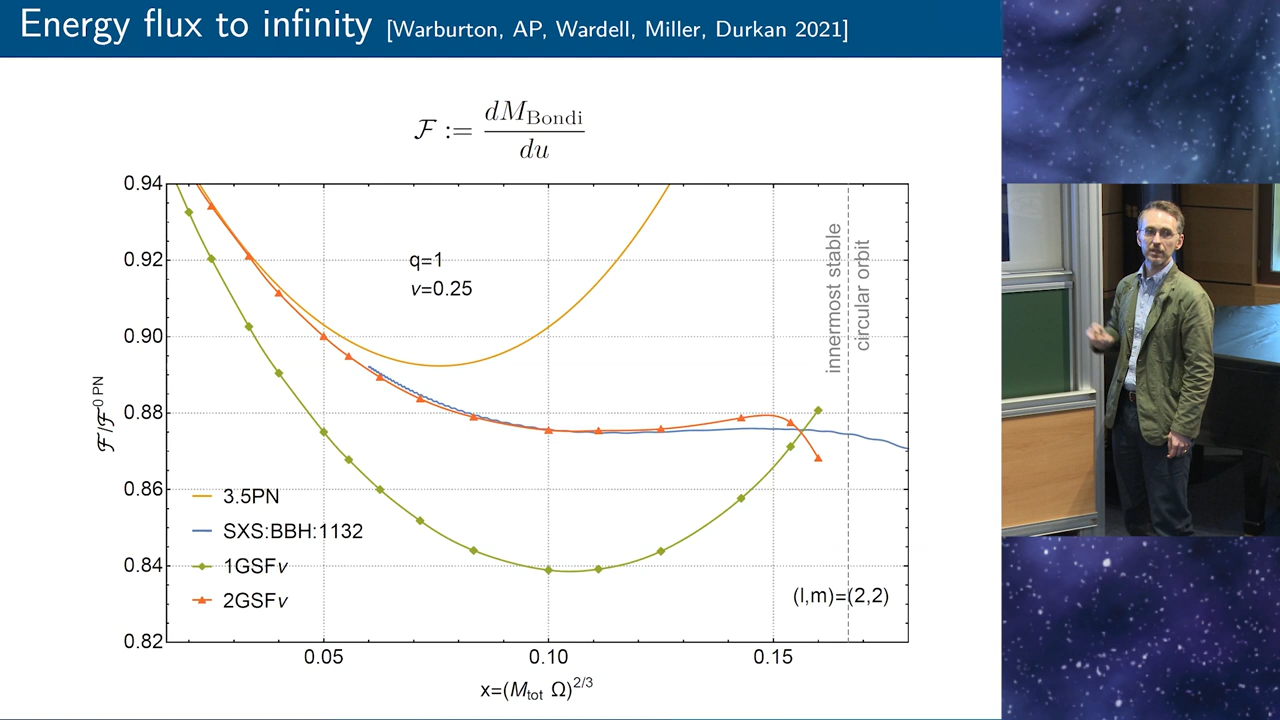 Energy flux to infinity [Warburton, AP, Wardell, Miller, Durkan 2021]
ℱ := dM_Bondi / du
0.94
0.92
0.90
0.88
0.86
0.84
0.82
ℱ/ℱ^0 PN
q=1
ν=0.25
innermost stable
circular orbit
3.5PN
SXS:BBH:1132
1GSFν
2GSFν
(l,m)=(2,2)
0.05 0.10 0.15
x=(M_tot Ω)^2/3